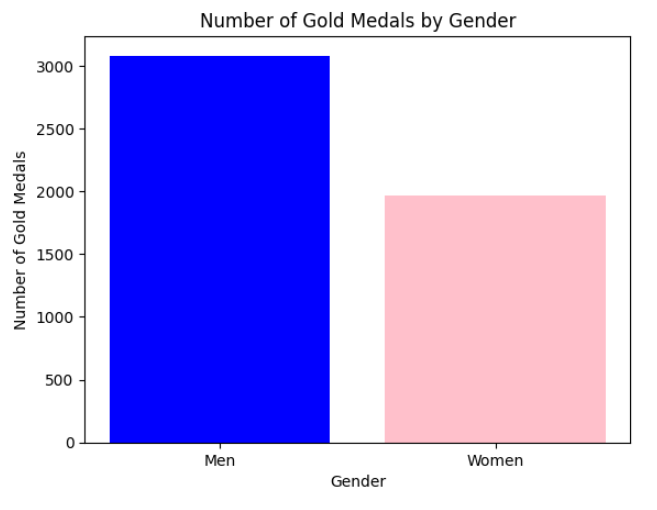 Number of Gold Medals by Gender
Number of Gold Medals
3000
2500
2000
1500
1000
500
0
Men
Women
Gender